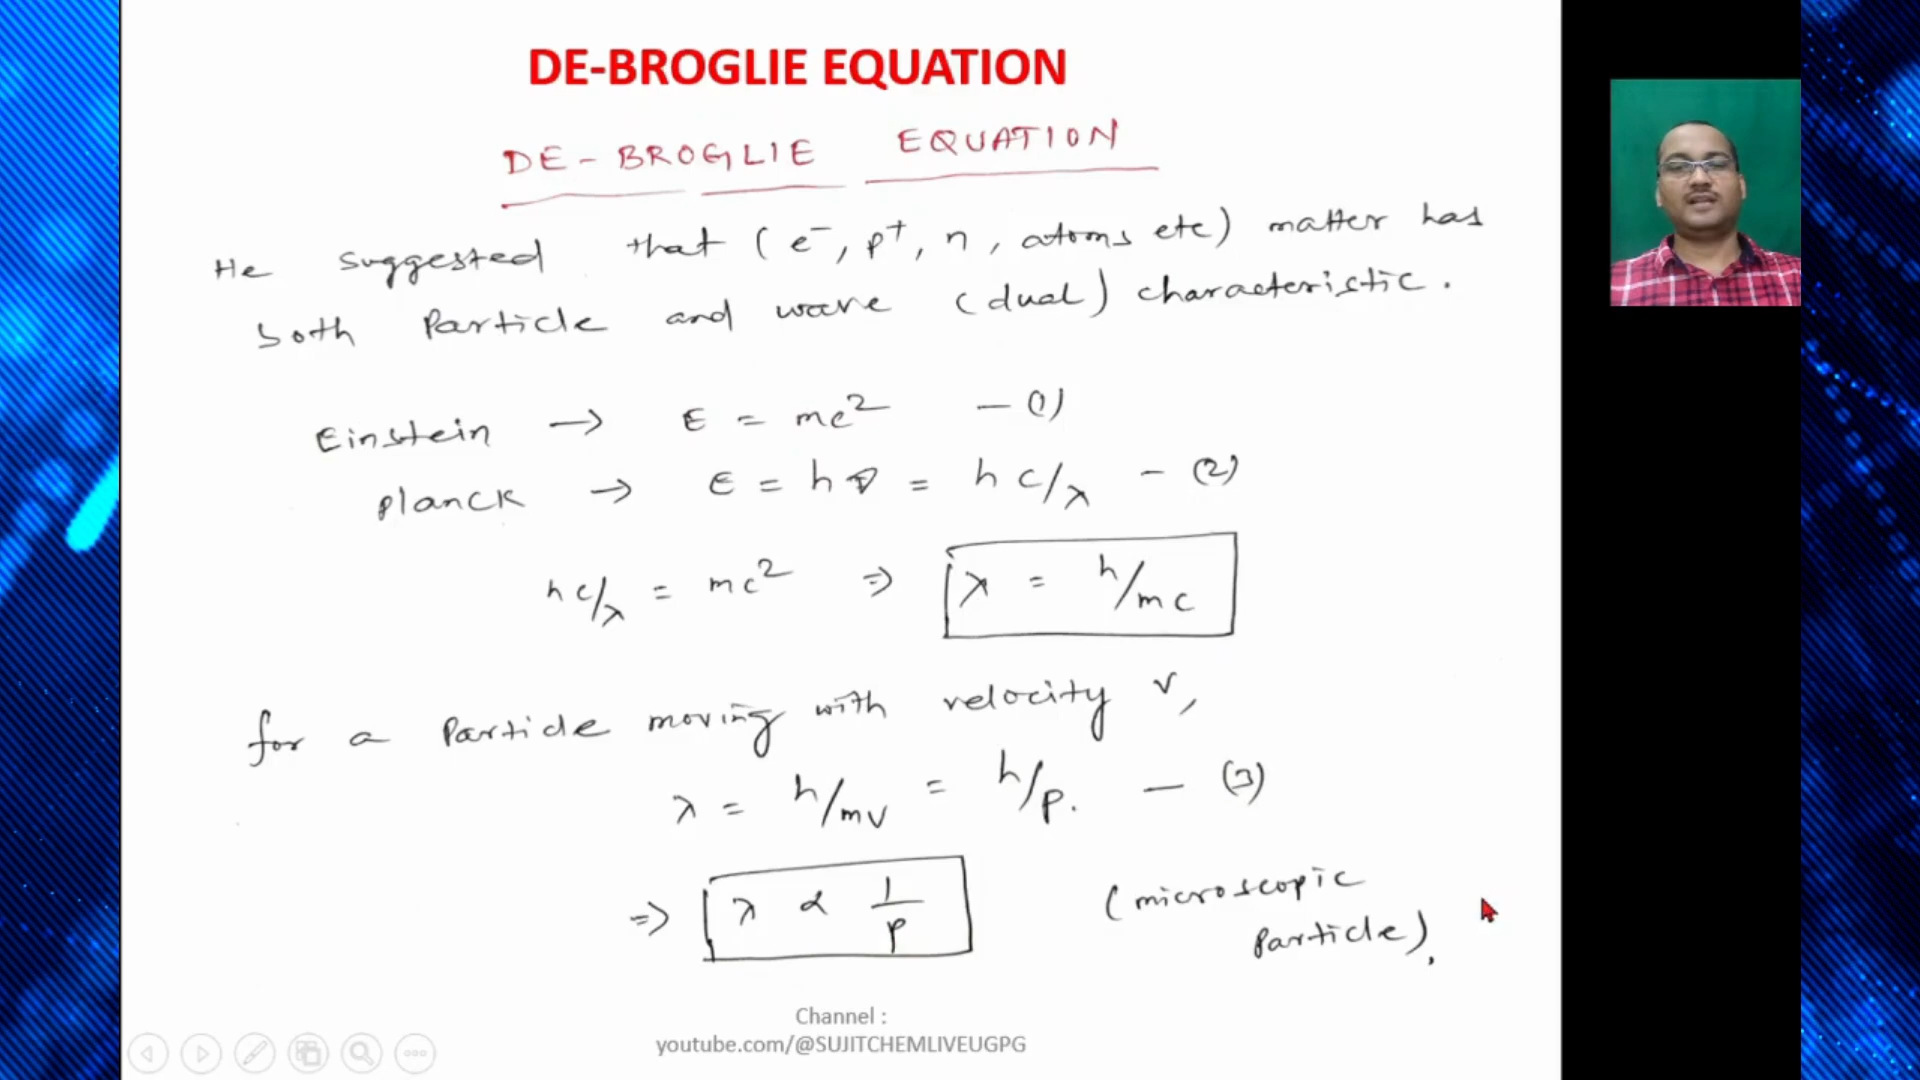 DE-BROGLIE EQUATION
DE-BROGLIE EQUATION
He suggested that (e⁻, p⁺, n, atoms etc) matter has
both Particle and wave (dual) characteristic.
Einstein → E = mc² — (1)
Planck → E = hν = hc/λ — (2)
hc/λ = mc² ⇒ λ = h/mc
for a Particle moving with velocity v,
λ = h/mv = h/p. — (3)
⇒ λ ∝ 1/p (microscopic
Particle).
Channel :
youtube.com/@SUJITCHEMLIVEUGPG